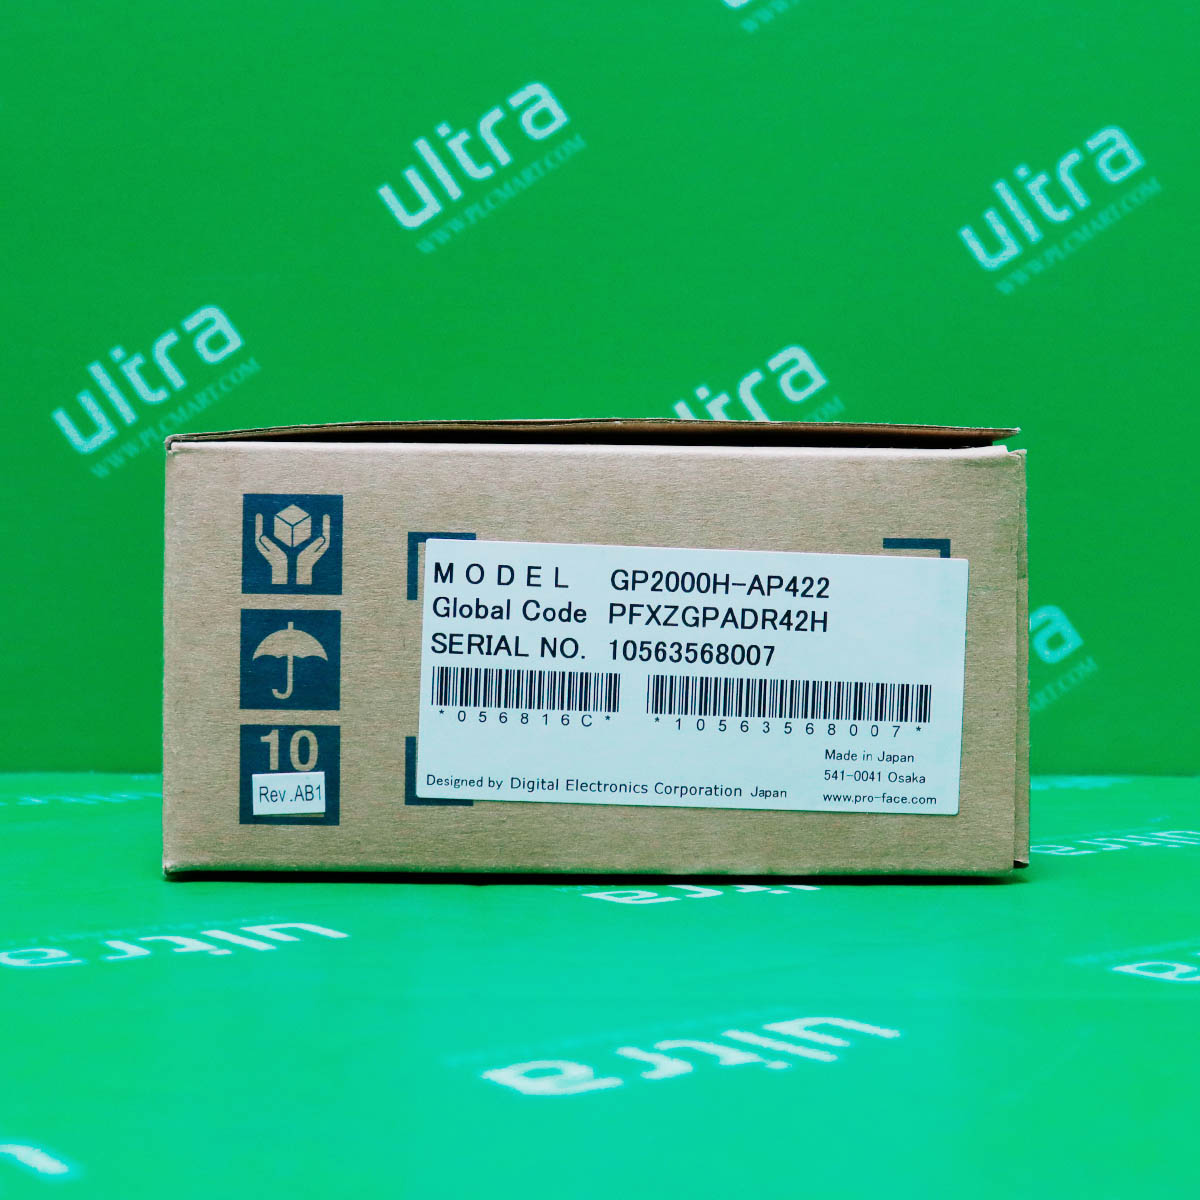 ultra
ultra
WWW.PLCMART.COM
ultra
WWW.PLCMART.COM
ultra
WWW.PLCMART.COM
MODEL GP2000H-AP422
Global Code PFXZGPADR42H
SERIAL NO. 10563568007
*056816C* *10563568007*
10
Rev.AB1
Made in Japan
541-0041 Osaka
Designed by Digital Electronics Corporation Japan
www.pro-face.com
ultra
ultra